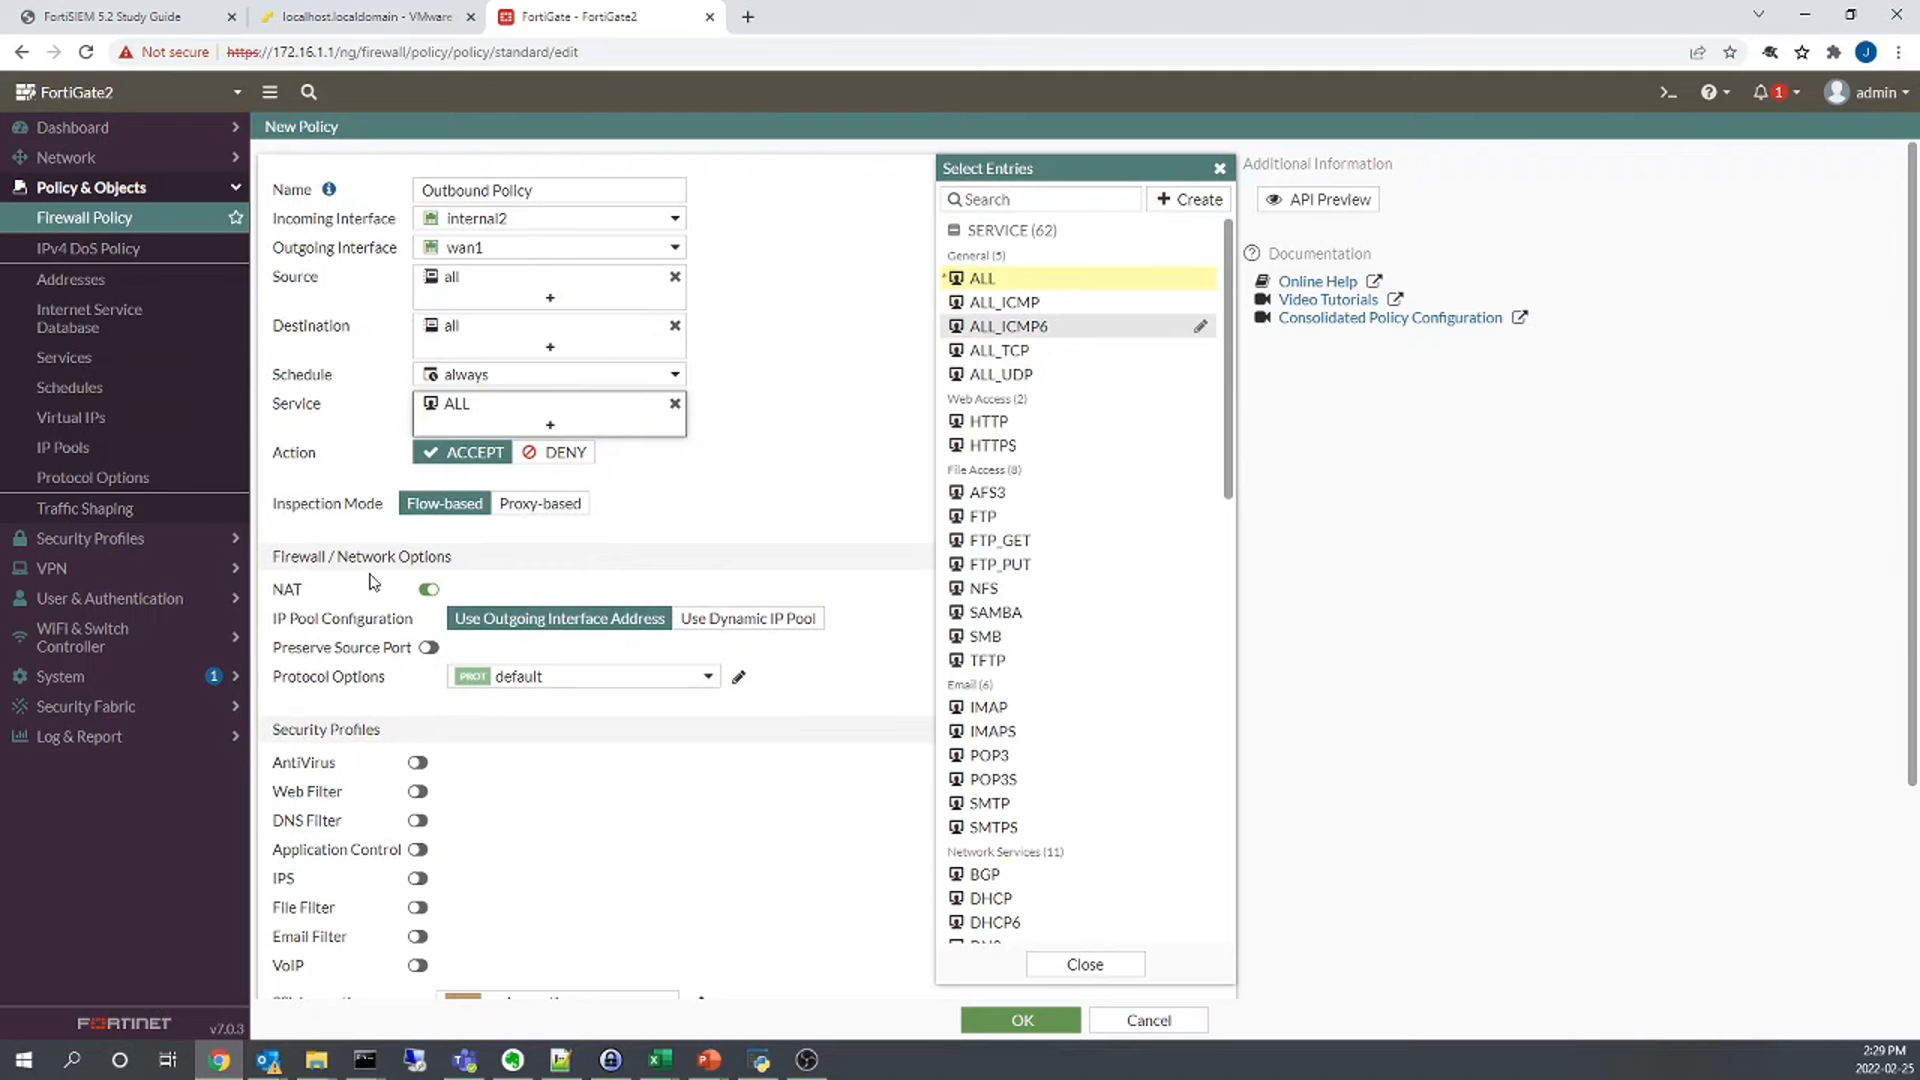 FortiSIEM 5.2 Study Guide
localhost.localdomain - VMware
FortiGate - FortiGate2
Not secure
https://172.16.1.1/ng/firewall/policy/policy/standard/edit
J
FortiGate2
1
admin
Dashboard
Network
Policy & Objects
Firewall Policy
IPv4 DoS Policy
Addresses
Internet Service
Database
Services
Schedules
Virtual IPs
IP Pools
Protocol Options
Traffic Shaping
Security Profiles
VPN
User & Authentication
WiFi & Switch
Controller
System
1
Security Fabric
Log & Report
FORTINET
v7.0.3
New Policy
Name
Outbound Policy
Incoming Interface
internal2
Outgoing Interface
wan1
Source
all
Destination
all
Schedule
always
Service
ALL
Action
ACCEPT
DENY
Inspection Mode
Flow-based
Proxy-based
Firewall / Network Options
NAT
IP Pool Configuration
Use Outgoing Interface Address
Use Dynamic IP Pool
Preserve Source Port
Protocol Options
PROT
default
Security Profiles
AntiVirus
Web Filter
DNS Filter
Application Control
IPS
File Filter
Email Filter
VoIP
Select Entries
Search
Create
SERVICE (62)
General (5)
ALL
ALL_ICMP
ALL_ICMP6
ALL_TCP
ALL_UDP
Web Access (2)
HTTP
HTTPS
File Access (8)
AFS3
FTP
FTP_GET
FTP_PUT
NFS
SAMBA
SMB
TFTP
Email (6)
IMAP
IMAPS
POP3
POP3S
SMTP
SMTPS
Network Services (11)
BGP
DHCP
DHCP6
Close
OK
Cancel
Additional Information
API Preview
Documentation
Online Help
Video Tutorials
Consolidated Policy Configuration
2:29 PM
2022-02-25